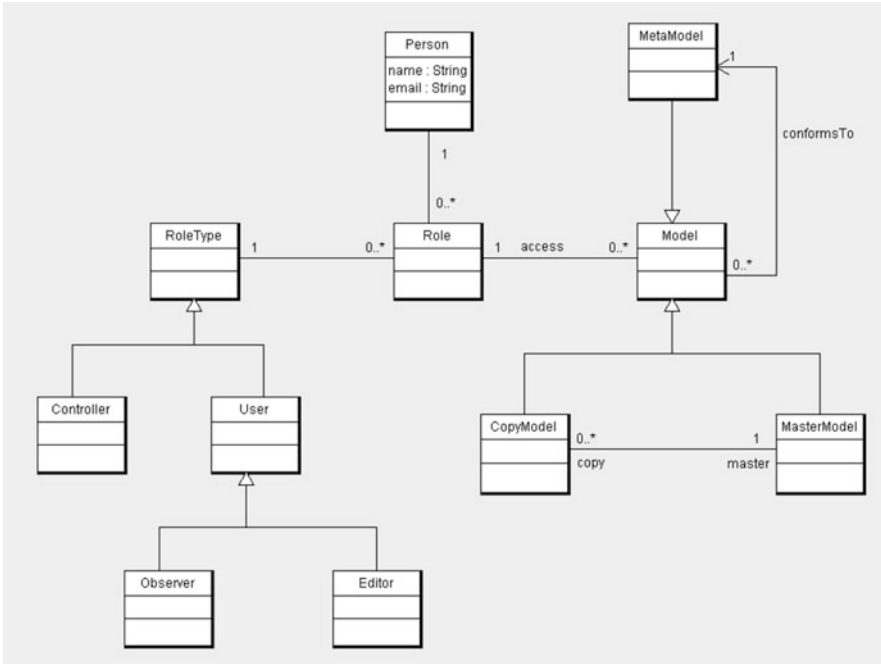 Person
name : String
email : String
MetaModel
1
conformsTo
1
0..*
RoleType
1
0..*
Role
1
access
0..*
Model
0..*
Controller
User
CopyModel
0..*
copy
1
master
MasterModel
Observer
Editor